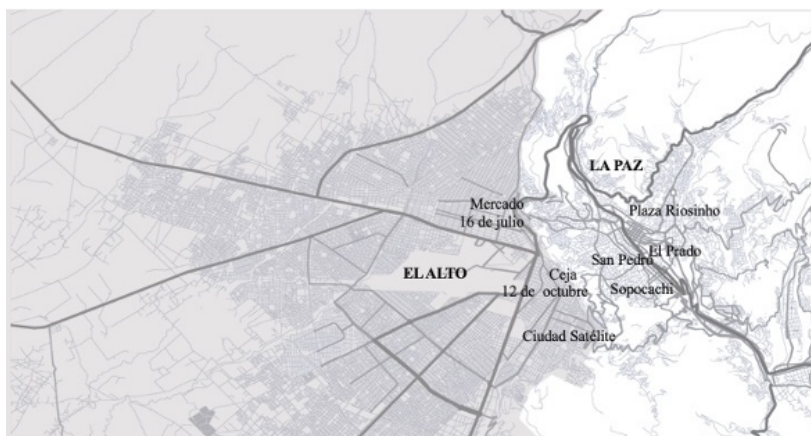 LA PAZ
Mercado
16 de julio
Plaza Riosinho
El Prado
San Pedro
EL ALTO
Ceja
12 de octubre
Sopocachi
Ciudad Satélite